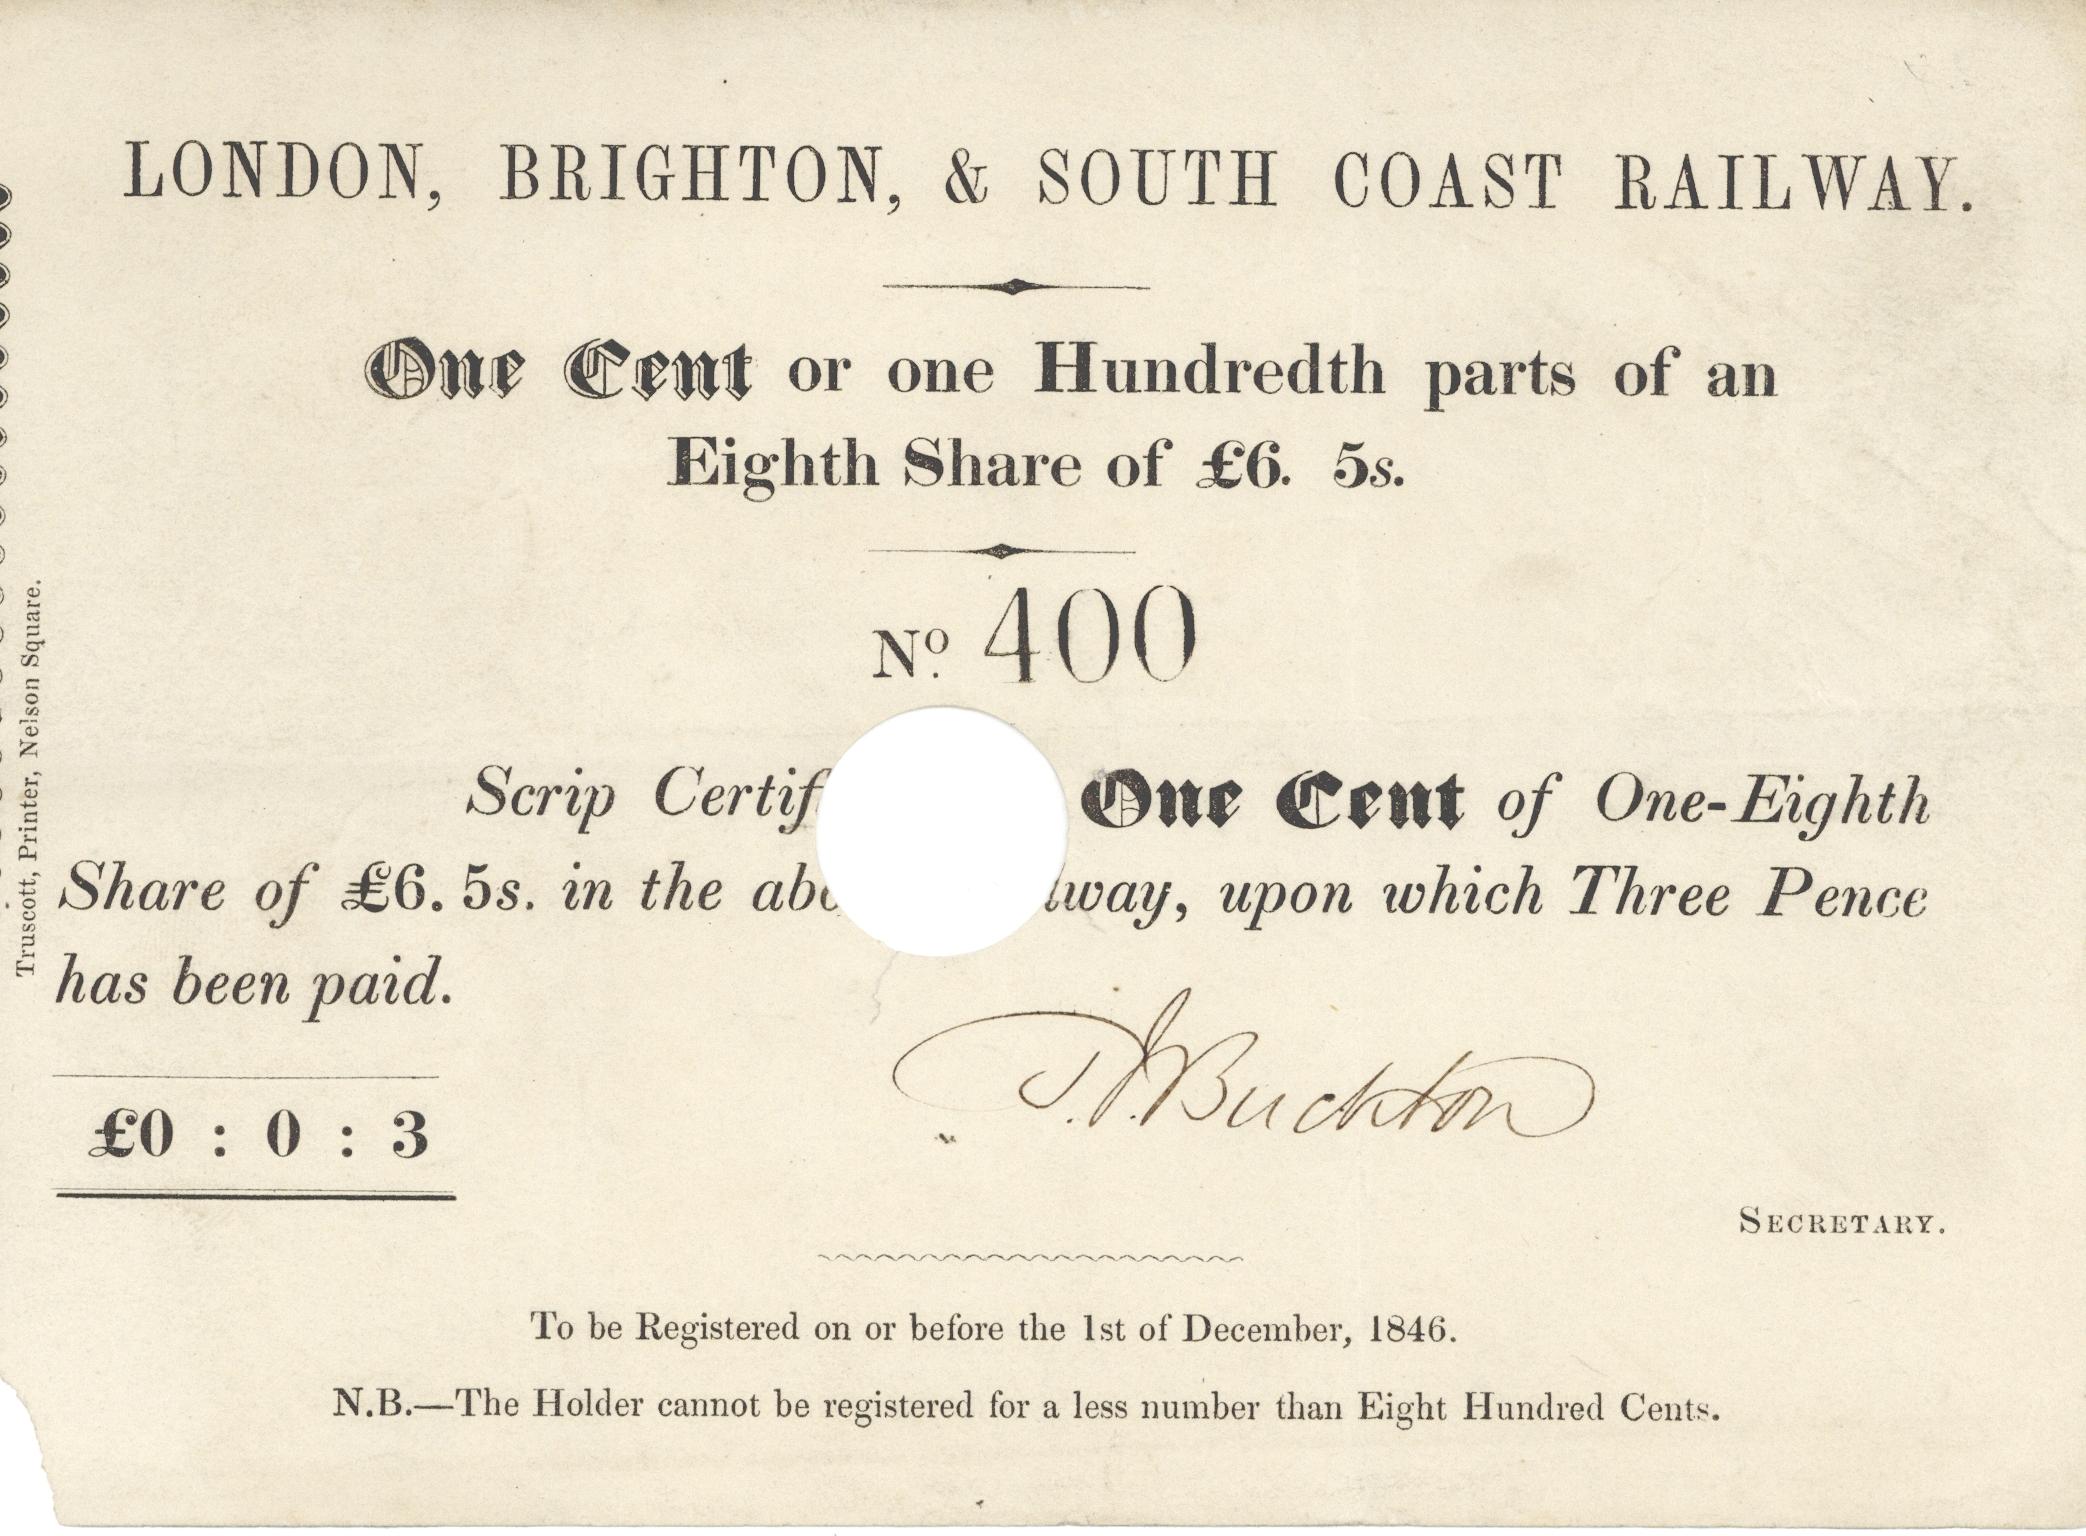 LONDON, BRIGHTON, & SOUTH COAST RAILWAY.
One Cent or one Hundredth parts of an
Eighth Share of £6. 5s.
No. 400
Scrip Certif One Cent of One-Eighth
Share of £6. 5s. in the abo lway, upon which Three Pence
has been paid.
T. J. Buckton
£0 : 0 : 3
SECRETARY.
To be Registered on or before the 1st of December, 1846.
N.B.—The Holder cannot be registered for a less number than Eight Hundred Cents.
Truscott, Printer, Nelson Square.